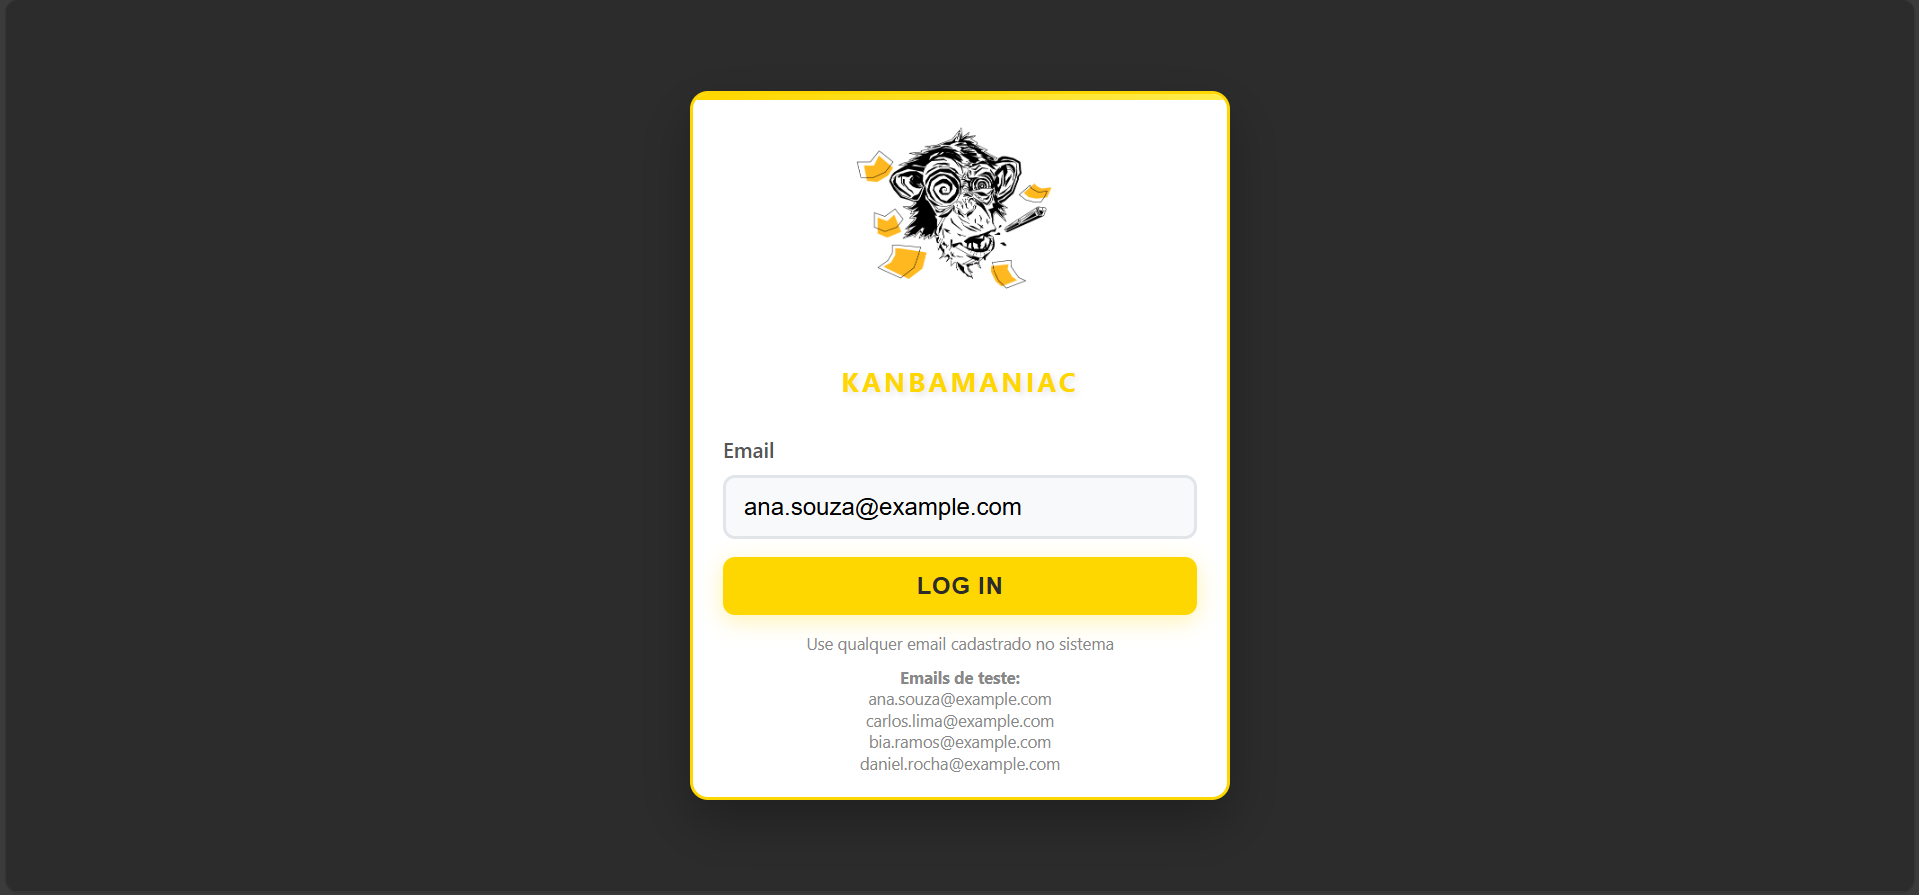 KANBAMANIAC
Email
ana.souza@example.com
LOG IN
Use qualquer email cadastrado no sistema
Emails de teste:
ana.souza@example.com
carlos.lima@example.com
bia.ramos@example.com
daniel.rocha@example.com